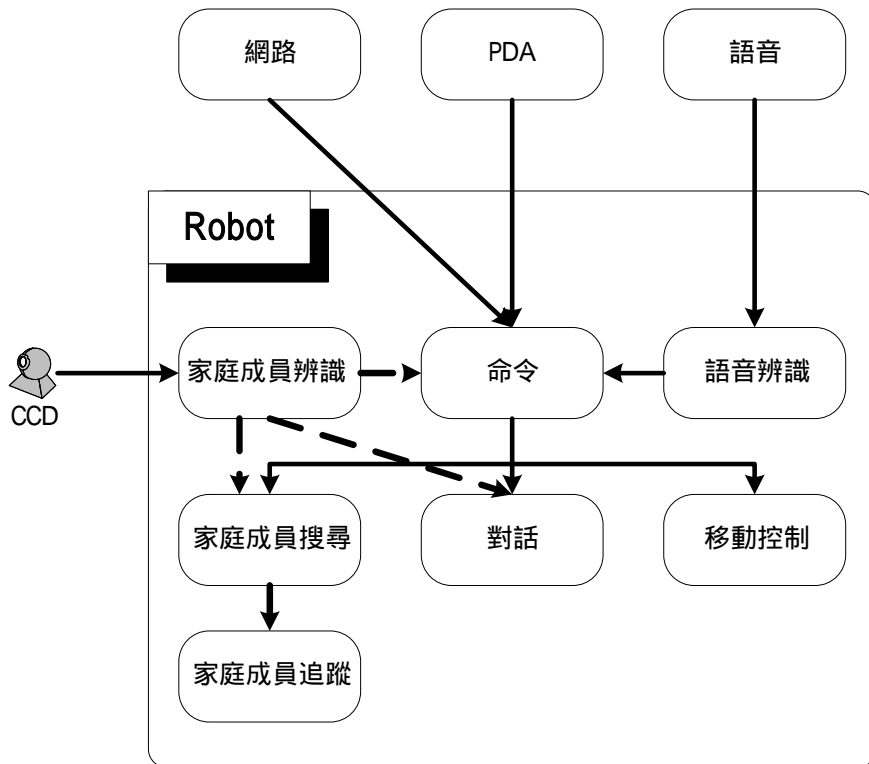 網路
PDA
語音
Robot
家庭成員辨識
命令
語音辨識
CCD
家庭成員搜尋
對話
移動控制
家庭成員追蹤